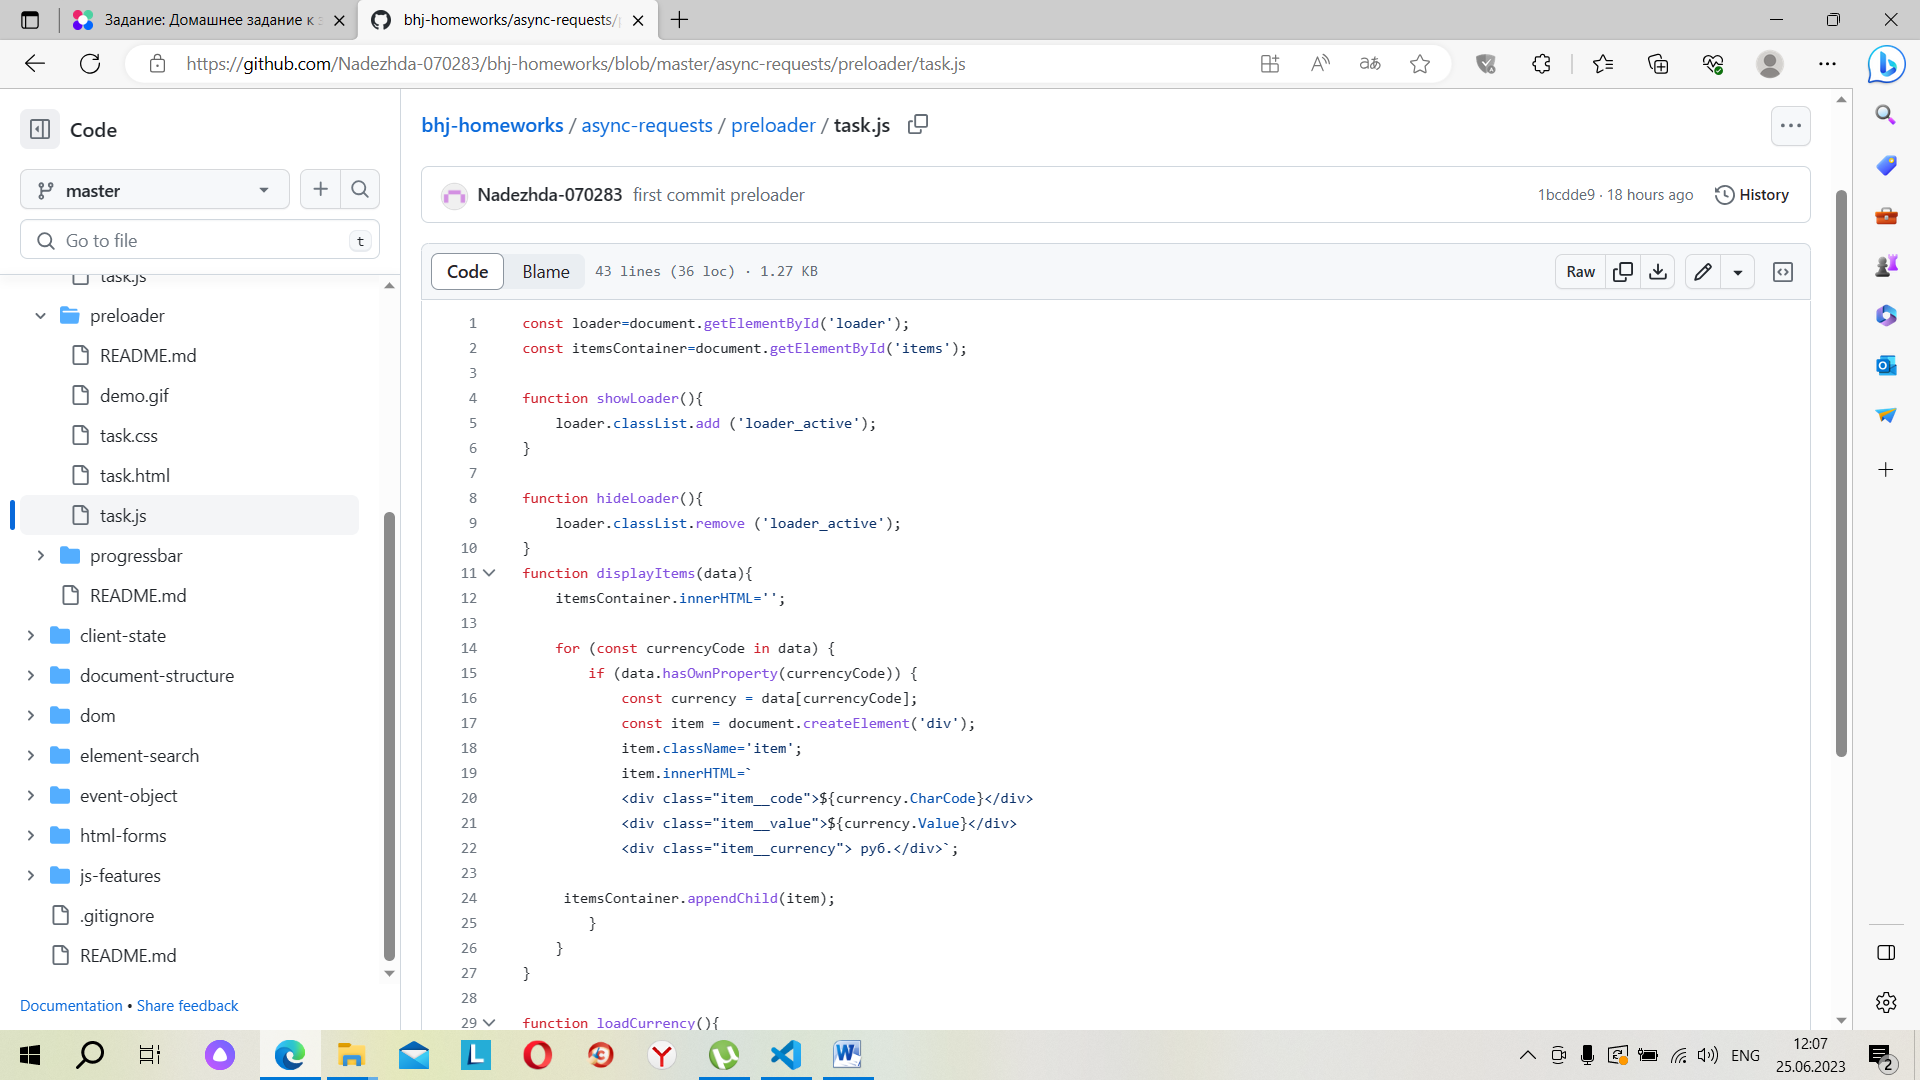 Задание: Домашнее задание к з
bhj-homeworks/async-requests/p
https://github.com/Nadezhda-070283/bhj-homeworks/blob/master/async-requests/preloader/task.js
Code
master
Go to file
t
task.js
preloader
README.md
demo.gif
task.css
task.html
task.js
progressbar
README.md
client-state
document-structure
dom
element-search
event-object
html-forms
js-features
.gitignore
README.md
Documentation • Share feedback
bhj-homeworks / async-requests / preloader / task.js
Nadezhda-070283 first commit preloader
1bcdde9 · 18 hours ago
History
Code
Blame
43 lines (36 loc) · 1.27 KB
Raw
1 const loader=document.getElementById('loader');
2 const itemsContainer=document.getElementById('items');
3
4 function showLoader(){
5 loader.classList.add ('loader_active');
6 }
7
8 function hideLoader(){
9 loader.classList.remove ('loader_active');
10 }
11 function displayItems(data){
12 itemsContainer.innerHTML='';
13
14 for (const currencyCode in data) {
15 if (data.hasOwnProperty(currencyCode)) {
16 const currency = data[currencyCode];
17 const item = document.createElement('div');
18 item.className='item';
19 item.innerHTML=`
20 <div class="item__code">${currency.CharCode}</div>
21 <div class="item__value">${currency.Value}</div>
22 <div class="item__currency"> руб.</div>`;
23
24 itemsContainer.appendChild(item);
25 }
26 }
27 }
28
29 function loadCurrency(){
ENG
12:07
25.06.2023
2